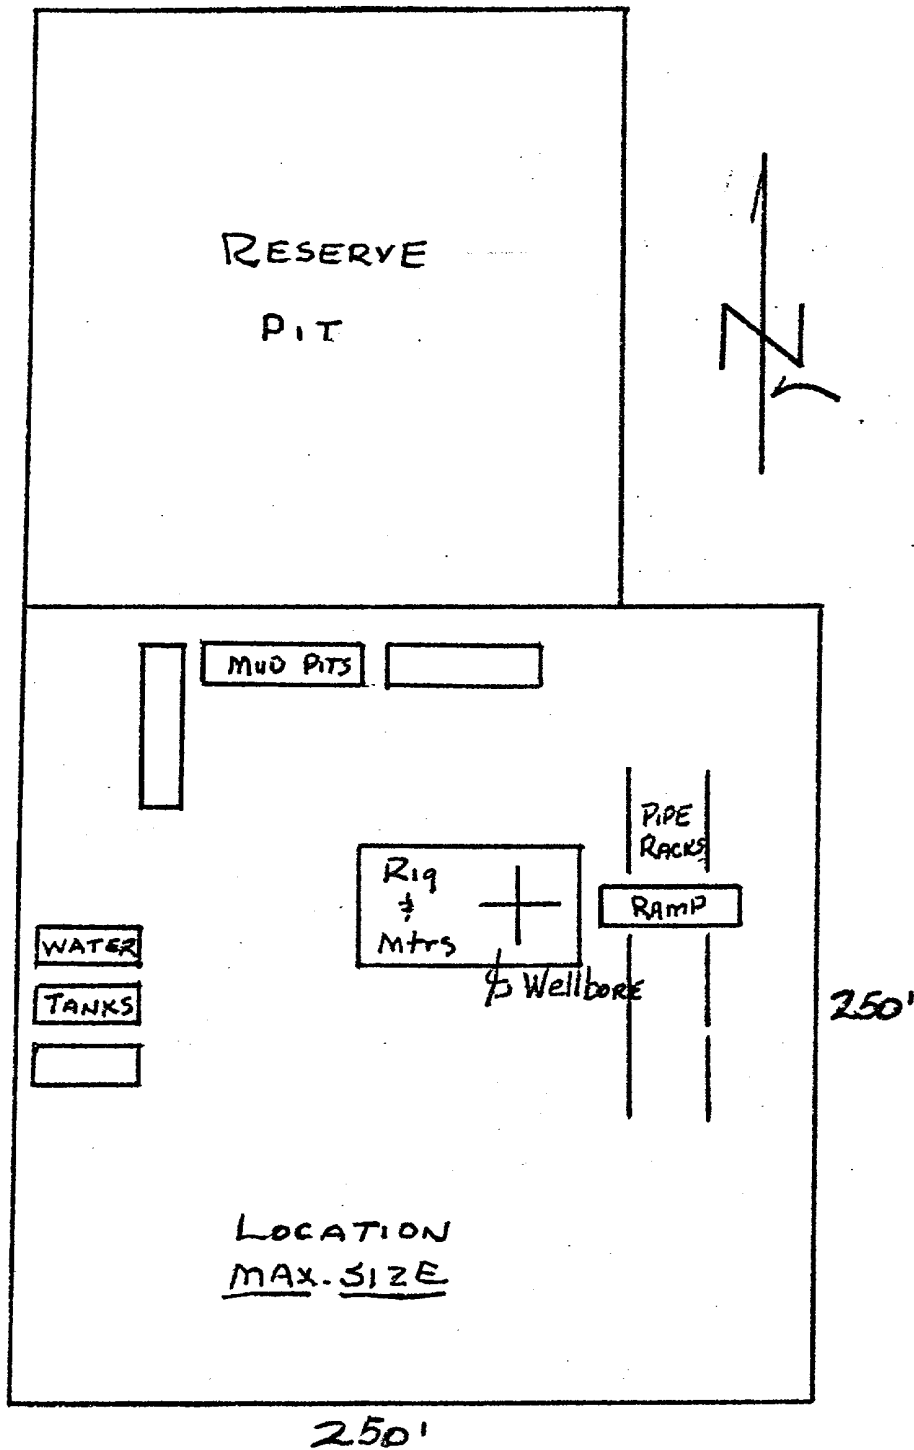 RESERVE
PIT
N
MUD PITS
PIPE
RACKS
Rig
&
Mtrs
RAMP
WATER
TANKS
Wellbore
250'
LOCATION
MAX. SIZE
250'